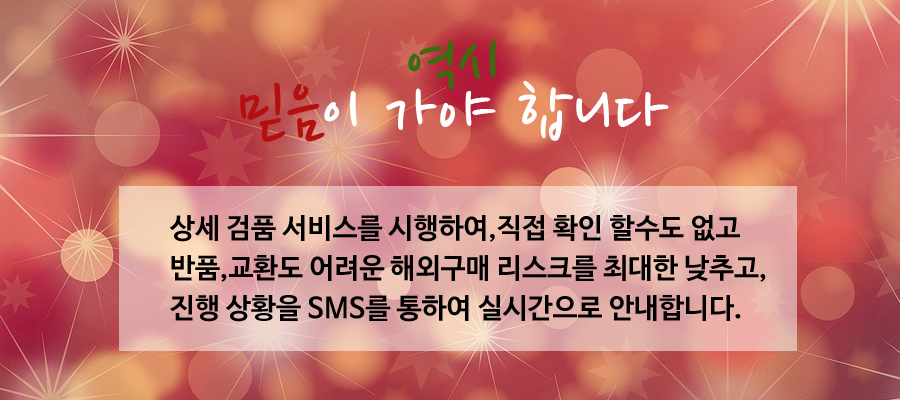 역시
믿음이 가야 합니다
상세 검품 서비스를 시행하여,직접 확인 할수도 없고
반품,교환도 어려운 해외구매 리스크를 최대한 낮추고,
진행 상황을 SMS를 통하여 실시간으로 안내합니다.